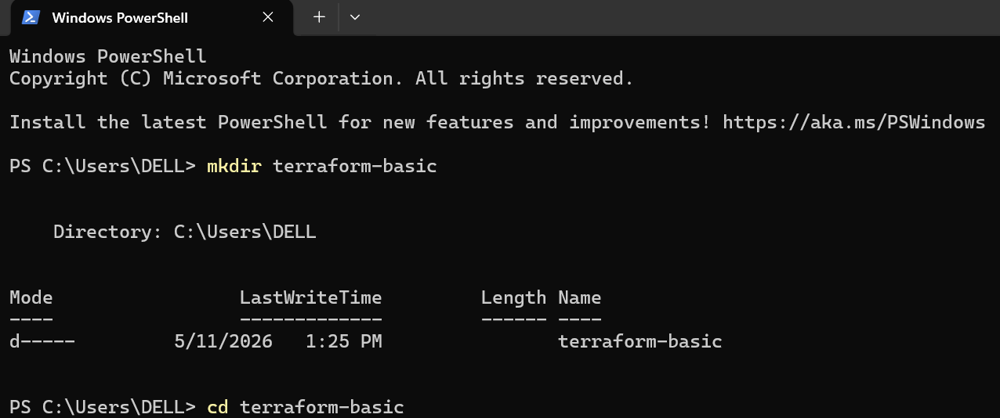 Windows PowerShell
Windows PowerShell
Copyright (C) Microsoft Corporation. All rights reserved.
Install the latest PowerShell for new features and improvements! https://aka.ms/PSWindows
PS C:\Users\DELL> mkdir terraform-basic
    Directory: C:\Users\DELL
Mode                 LastWriteTime         Length Name
----                 -------------         ------ ----
d-----         5/11/2026   1:25 PM                terraform-basic
PS C:\Users\DELL> cd terraform-basic